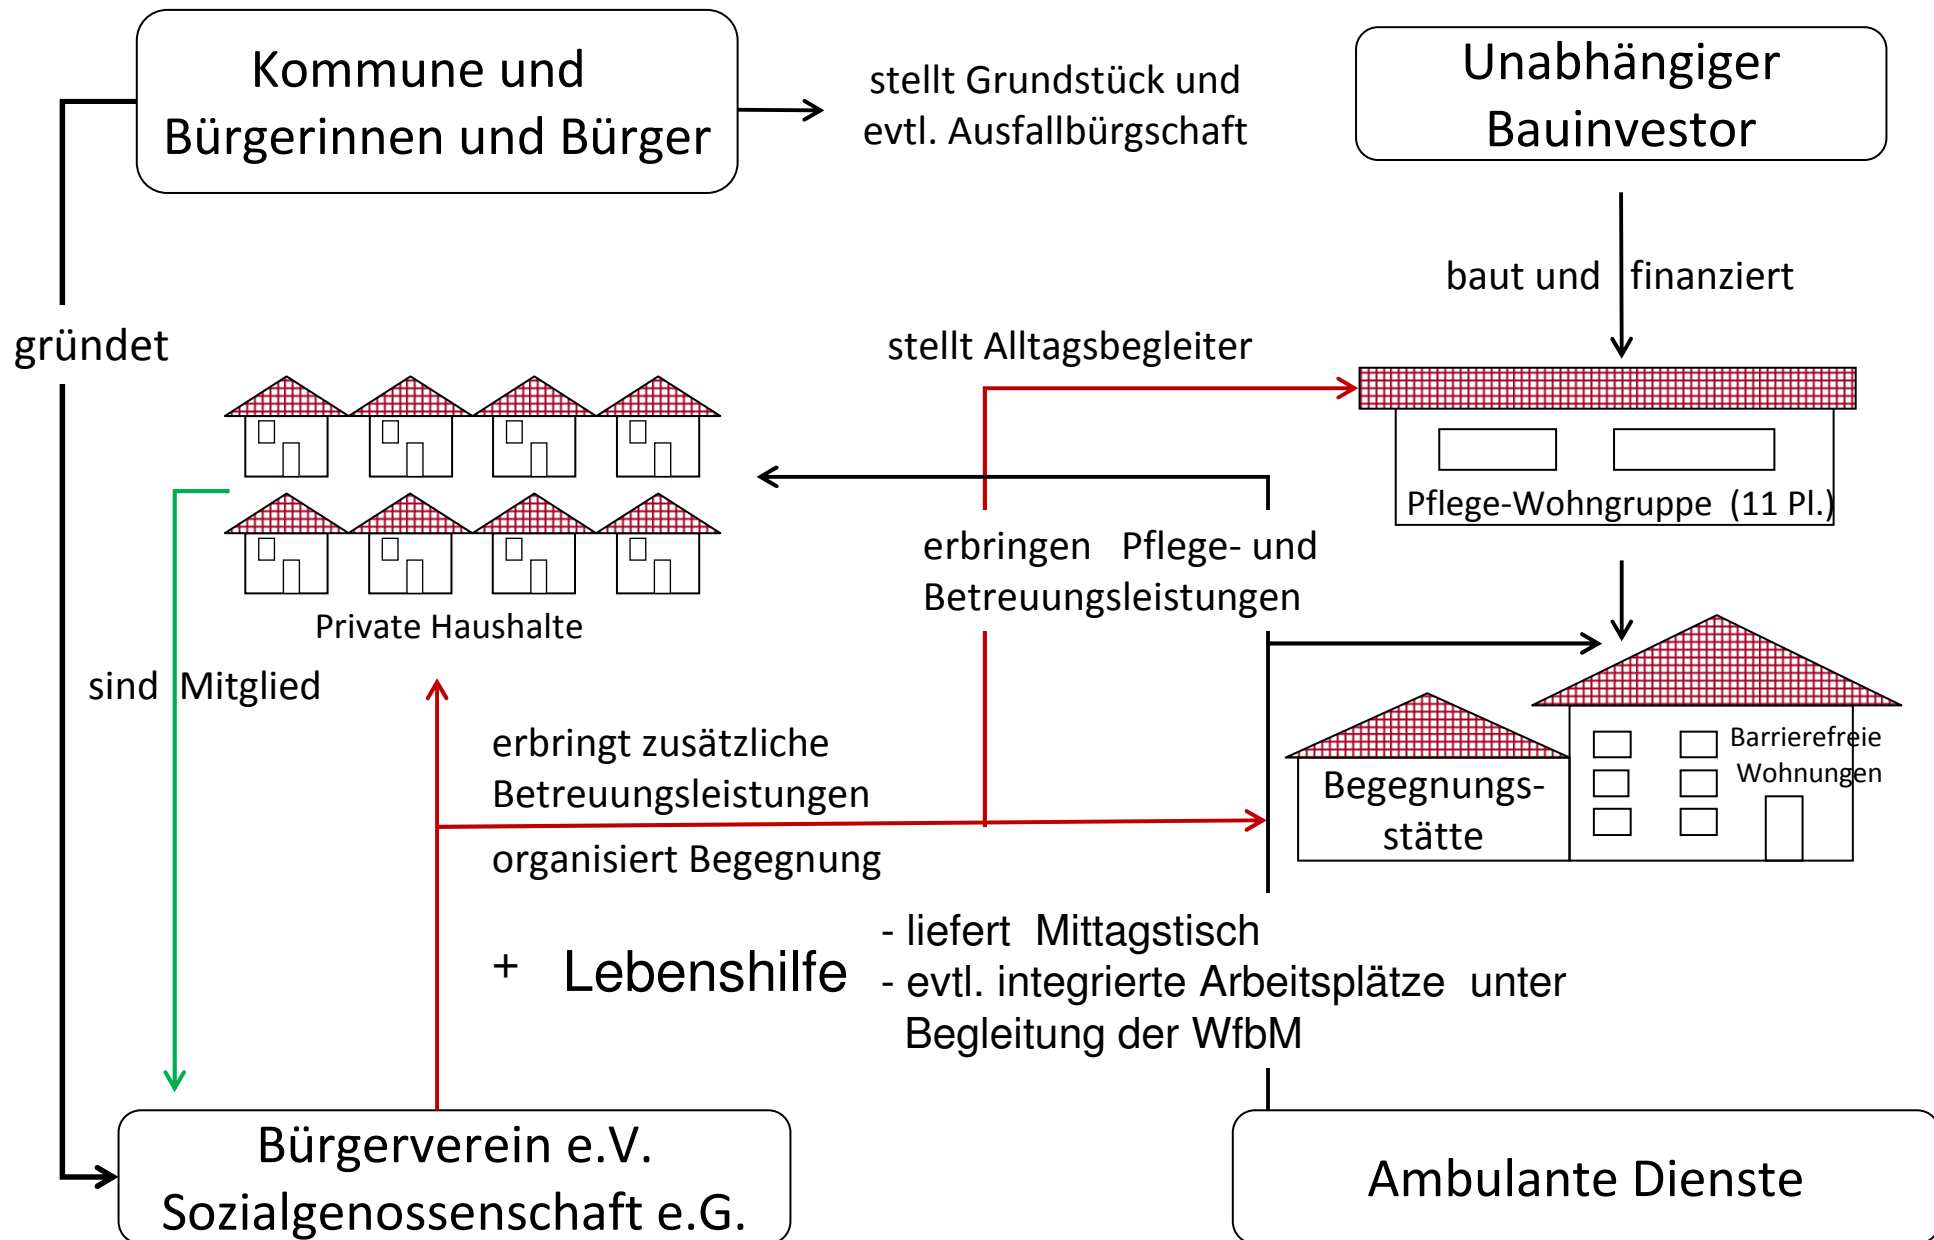 Kommune und
Bürgerinnen und Bürger
stellt Grundstück und
evtl. Ausfallbürgschaft
Unabhängiger
Bauinvestor
baut und finanziert
gründet
stellt Alltagsbegleiter
Pflege-Wohngruppe (11 Pl.)
erbringen Pflege- und
Betreuungsleistungen
Private Haushalte
sind Mitglied
erbringt zusätzliche
Betreuungsleistungen
organisiert Begegnung
Barrierefreie
Wohnungen
Begegnungs-
stätte
+ Lebenshilfe
- liefert Mittagstisch
- evtl. integrierte Arbeitsplätze unter
Begleitung der WfbM
Bürgerverein e.V.
Sozialgenossenschaft e.G.
Ambulante Dienste